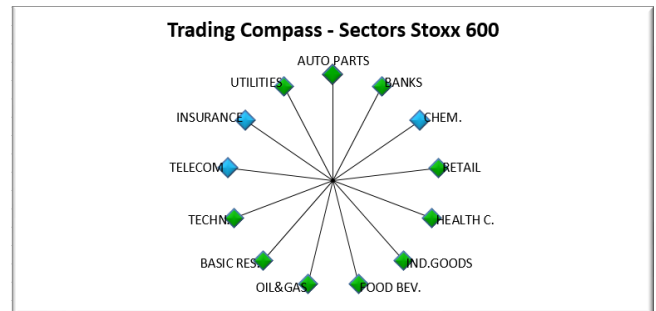 Trading Compass - Sectors Stoxx 600
AUTO PARTS
UTILITIES
BANKS
INSURANCE
CHEM.
TELECOM
RETAIL
TECHN.
HEALTH C.
BASIC RES.
IND.GOODS
OIL&GAS
FOOD BEV.